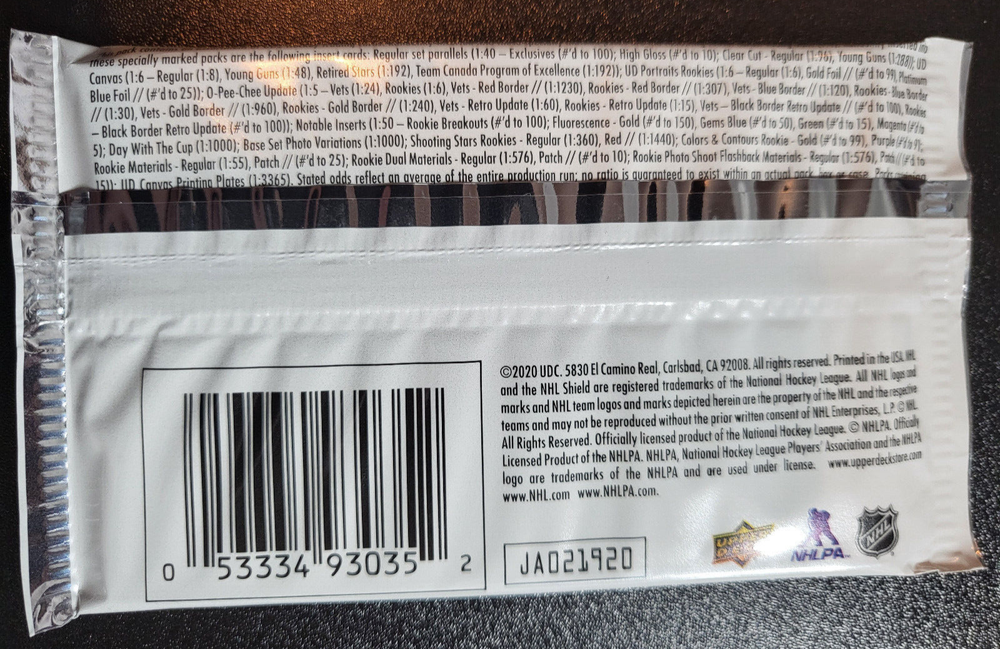 these specially marked packs are the following insert cards: Regular set parallels (1:40 – Exclusives (#'d to 100); High Gloss (#'d to 10); Clear Cut - Regular (1:96), Young Guns (1:288)); UD
Canvas (1:6 – Regular (1:8), Young Guns (1:48), Retired Stars (1:192), Team Canada Program of Excellence (1:192)); UD Portraits Rookies (1:6 – Regular (1:6), Gold Foil // (#'d to 99), Platinum
Blue Foil // (#'d to 25)); O-Pee-Chee Update (1:5 – Vets (1:24), Rookies (1:6), Vets - Red Border // (1:1230), Rookies - Red Border // (1:307), Vets - Blue Border // (1:120), Rookies- Blue Border
// (1:30), Vets - Gold Border // (1:960), Rookies - Gold Border // (1:240), Vets - Retro Update (1:60), Rookies - Retro Update (1:15), Vets – Black Border Retro Update // (#'d to 100), Rookies
– Black Border Retro Update (#'d to 100)); Notable Inserts (1:50 – Rookie Breakouts (#'d to 100); Fluorescence - Gold (#'d to 150), Gems Blue (#'d to 50), Green (#'d to 15), Magenta (#'d to
5); Day With The Cup (1:1000); Base Set Photo Variations (1:1000); Shooting Stars Rookies - Regular (1:360), Red // (1:1440); Colors & Contours Rookie - Gold (#'d to 99), Purple
Rookie Materials - Regular (1:55), Patch // (#'d to 25); Rookie Dual Materials - Regular (1:576), Patch // (#'d to 10); Rookie Photo Shoot Flashback Materials - Regular (1:576), Patch // (#'d to
15)); UD Canvas Printing Plates (1:3365). Stated odds reflect an average of the entire production run; no ratio is guaranteed to exist within an actual pack, box or case. Packs
©2020 UDC. 5830 El Camino Real, Carlsbad, CA 92008. All rights reserved. Printed in the USA. NHL
and the NHL Shield are registered trademarks of the National Hockey League. All NHL logos and
marks and NHL team logos and marks depicted herein are the property of the NHL and the respective
teams and may not be reproduced without the prior written consent of NHL Enterprises, L.P. © NHL.
All Rights Reserved. Officially licensed product of the National Hockey League. © NHLPA. Officially
Licensed Product of the NHLPA. NHLPA, National Hockey League Players' Association and the NHLPA
logo are trademarks of the NHLPA and are used under license. www.upperdeckstore.com
www.NHL.com www.NHLPA.com.
0 53334 93035 2
JA021920
UPPER DECK
NHLPA
NHL